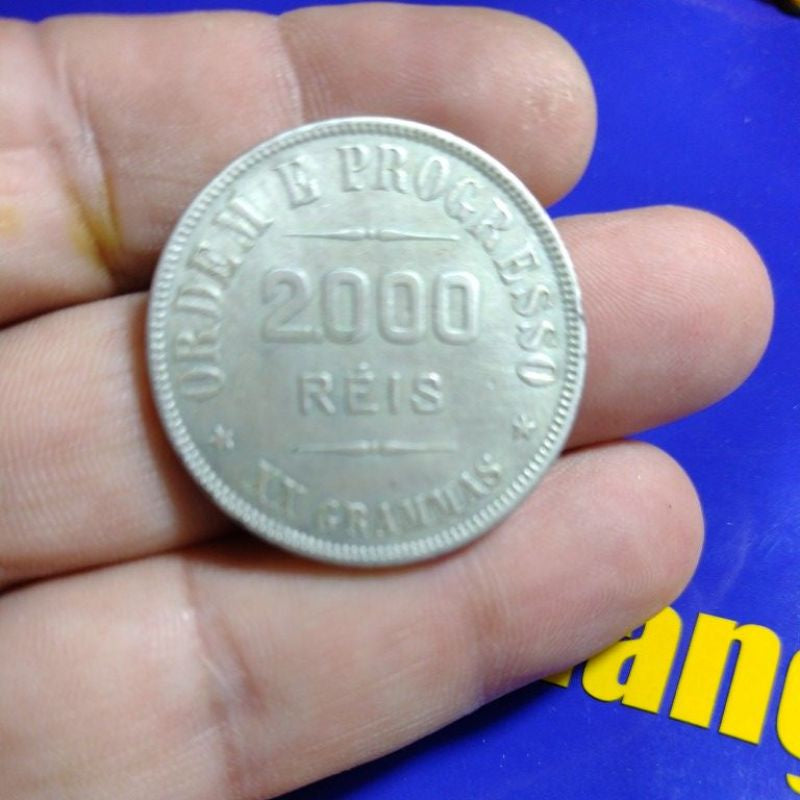 ORDEM E PROGRESSO
2000
RÉIS
* XX GRAMMAS *
ang